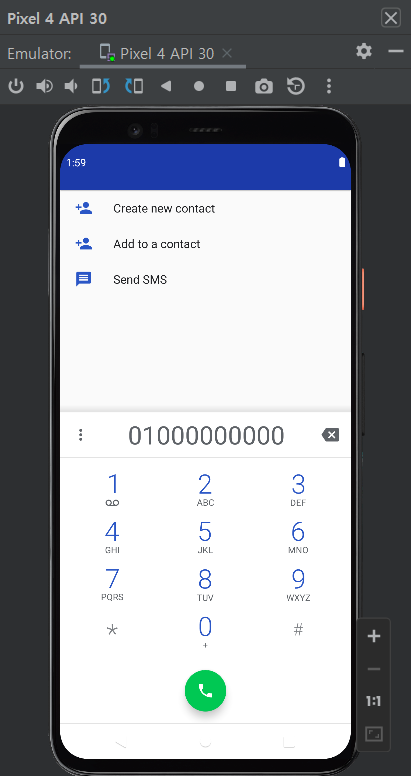 Pixel 4 API 30
Emulator: Pixel 4 API 30
1:59
Create new contact
Add to a contact
Send SMS
01000000000
1 2 3
ABC DEF
4 5 6
GHI JKL MNO
7 8 9
PQRS TUV WXYZ
* 0 #
+
1:1